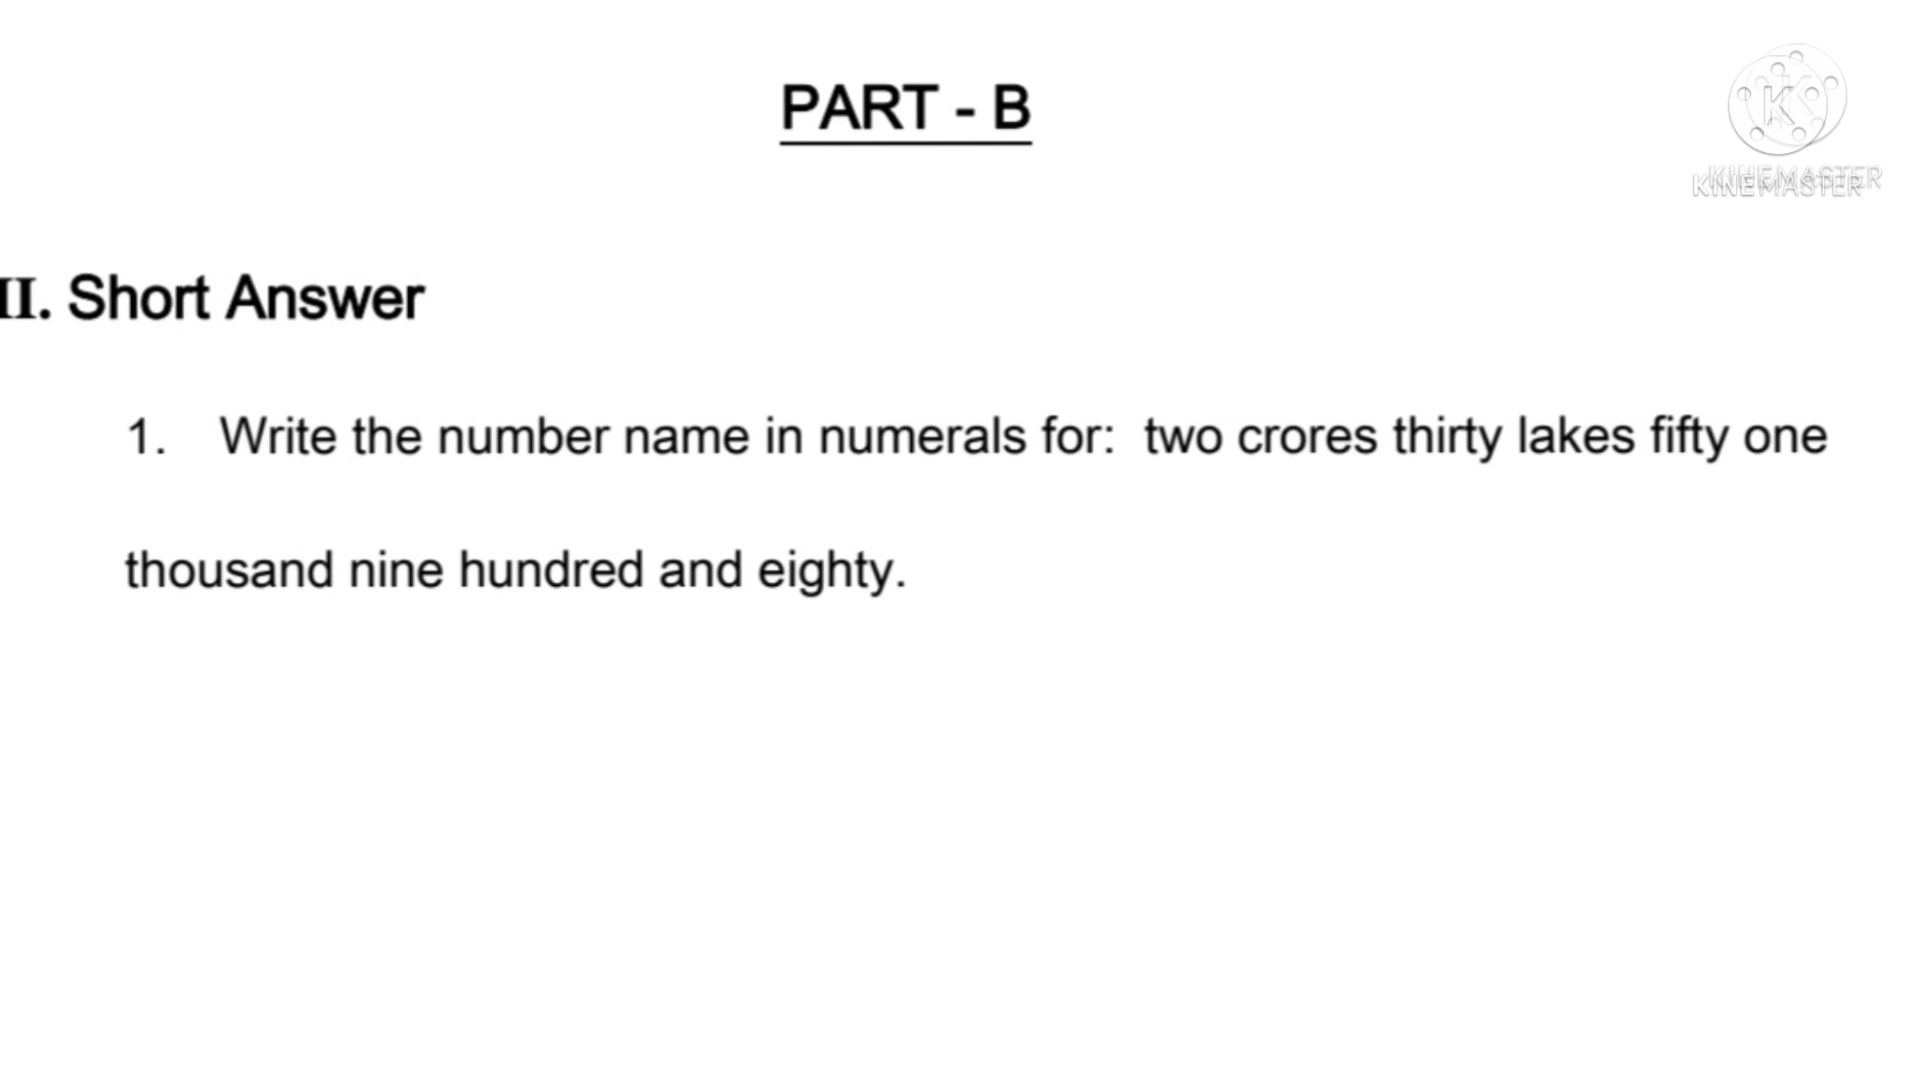 PART - B
K
KINEMASTER
KINEMASTER
II. Short Answer
1. Write the number name in numerals for: two crores thirty lakes fifty one
thousand nine hundred and eighty.